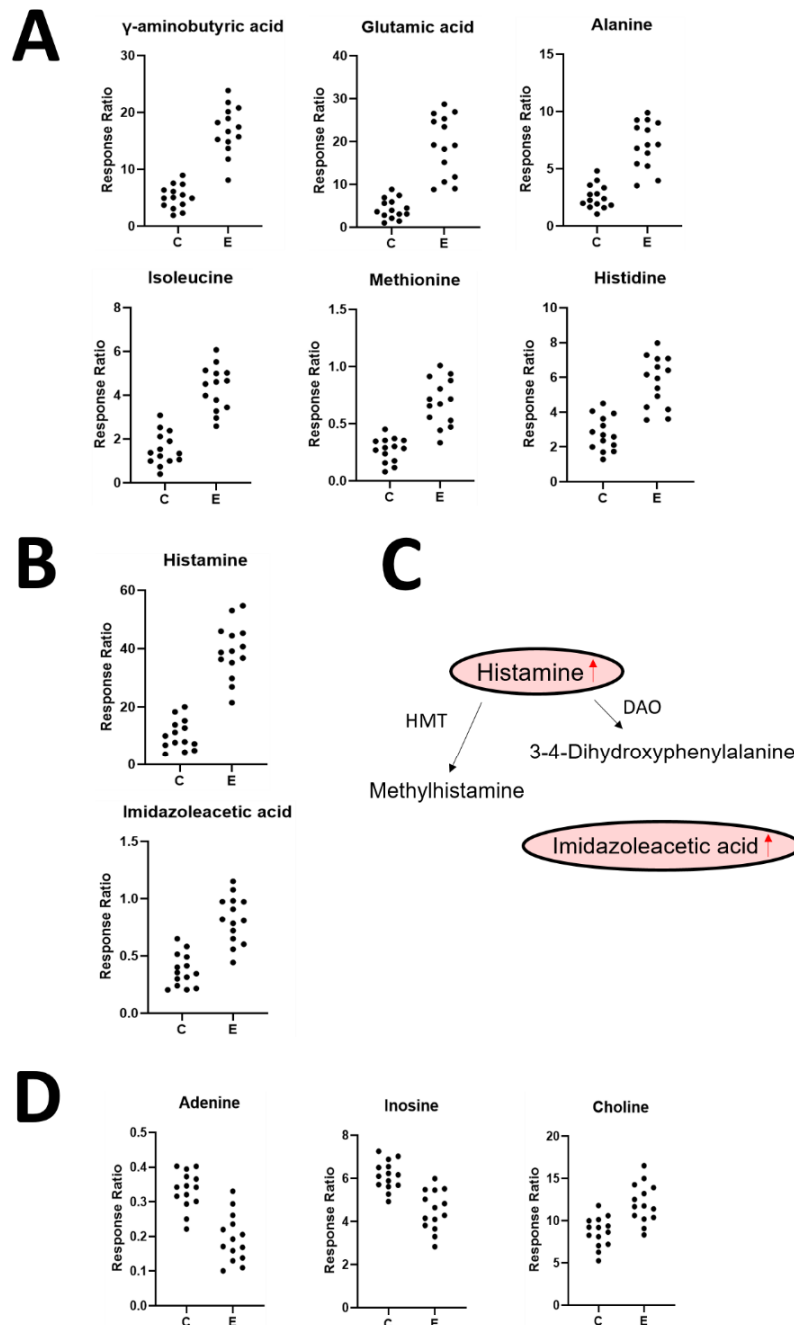 A
γ-aminobutyric acid
Response Ratio
30
20
10
0
C
E
Glutamic acid
Response Ratio
40
30
20
10
0
C
E
Alanine
Response Ratio
15
10
5
0
C
E
Isoleucine
Response Ratio
8
6
4
2
0
C
E
Methionine
Response Ratio
1.5
1.0
0.5
0.0
C
E
Histidine
Response Ratio
10
8
6
4
2
0
C
E
B
Histamine
Response Ratio
60
40
20
0
C
E
Imidazoleacetic acid
Response Ratio
1.5
1.0
0.5
0.0
C
E
C
Histamine
HMT
DAO
3-4-Dihydroxyphenylalanine
Methylhistamine
Imidazoleacetic acid
D
Adenine
Response Ratio
0.5
0.4
0.3
0.2
0.1
0.0
C
E
Inosine
Response Ratio
8
6
4
2
0
C
E
Choline
Response Ratio
20
15
10
5
0
C
E